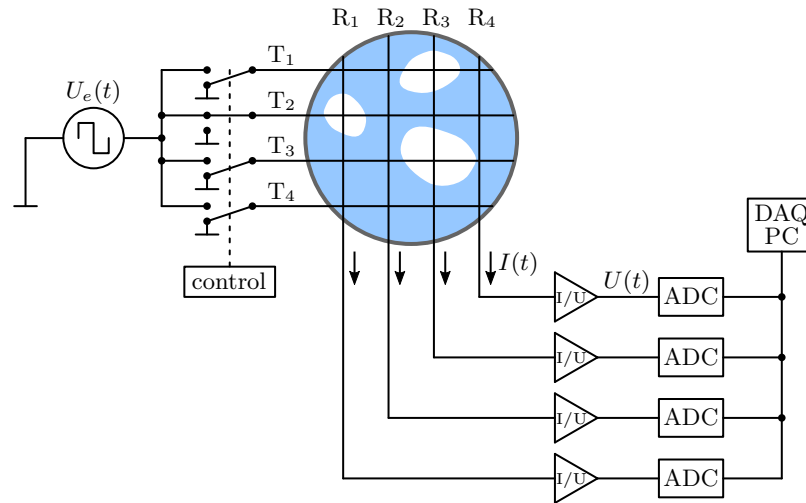 R₁ R₂ R₃ R₄
Uₑ(t)
T₁
T₂
T₃
T₄
control
I(t)
U(t)
I/U
ADC
DAQ
PC
I/U
ADC
I/U
ADC
I/U
ADC